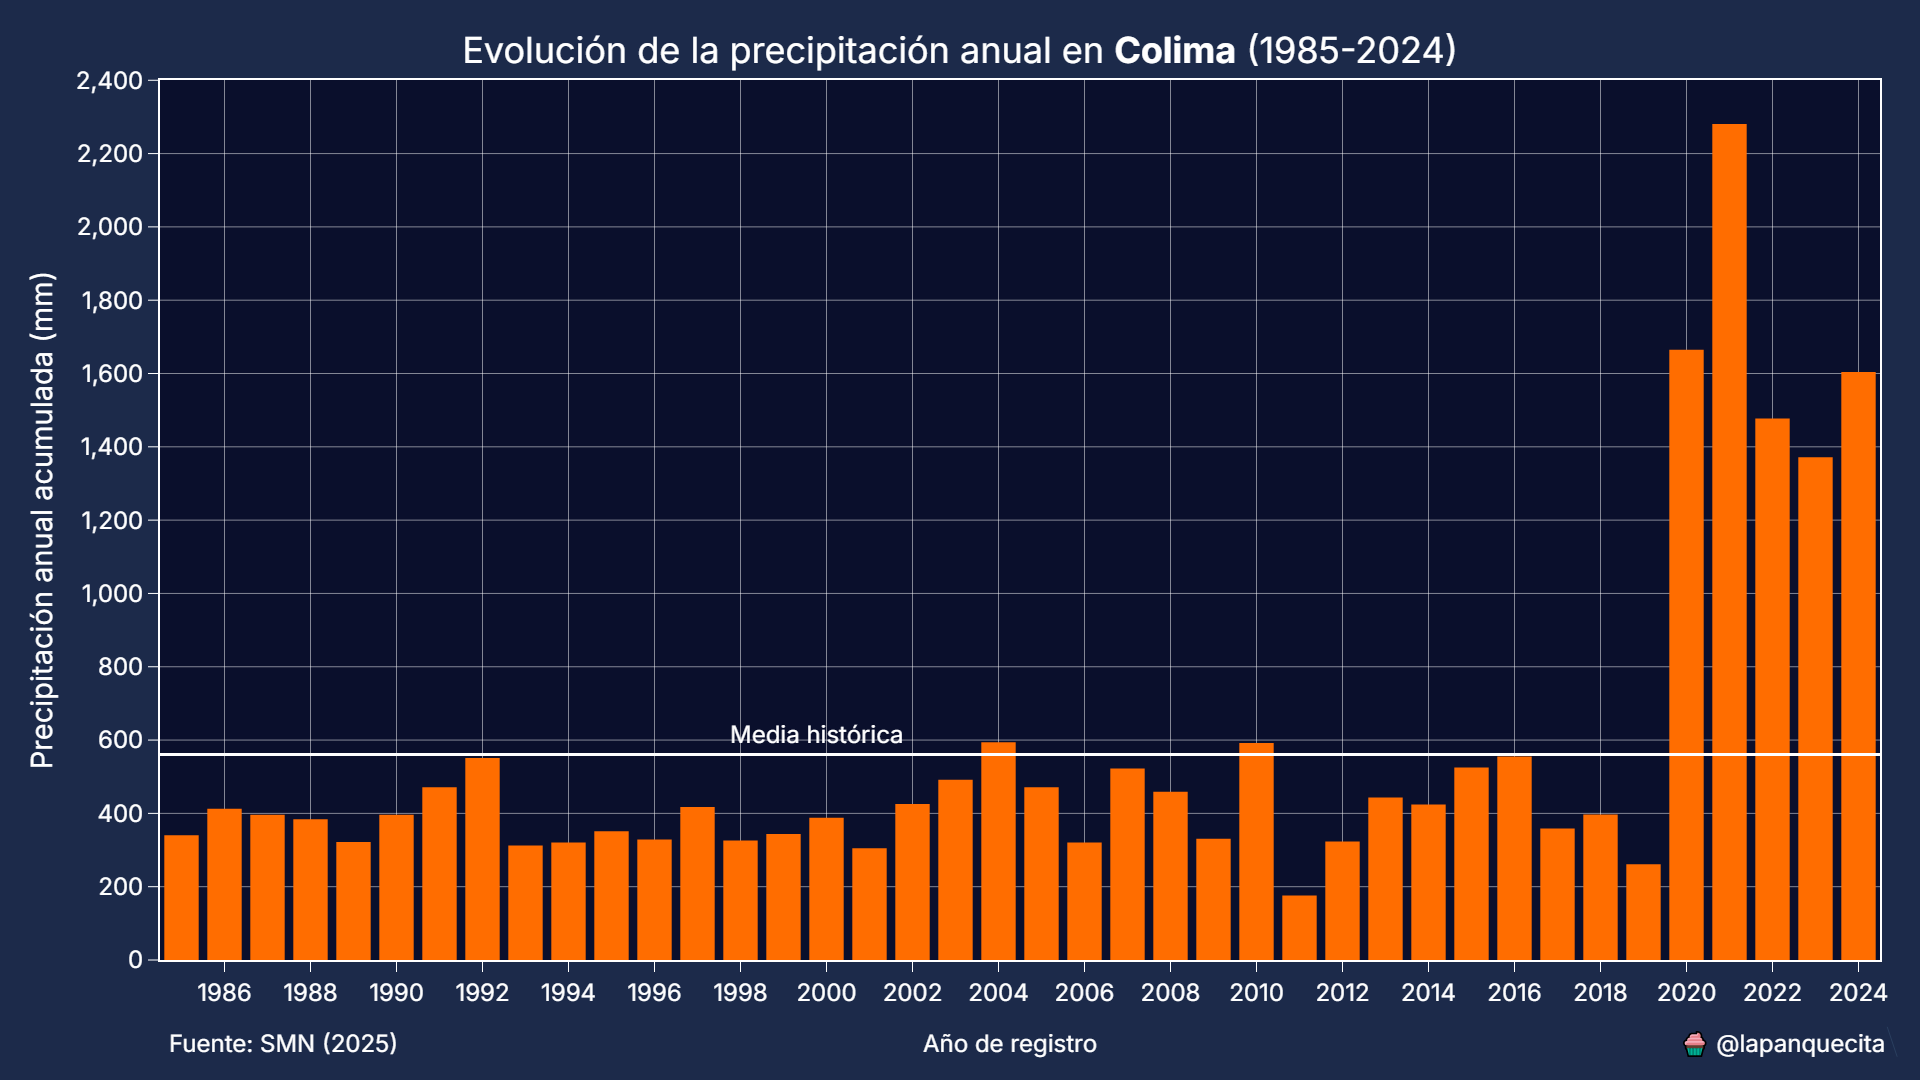 Evolución de la precipitación anual en Colima (1985-2024)
Precipitación anual acumulada (mm)
2,400
2,200
2,000
1,800
1,600
1,400
1,200
1,000
800
600
400
200
0
Media histórica
1986 1988 1990 1992 1994 1996 1998 2000 2002 2004 2006 2008 2010 2012 2014 2016 2018 2020 2022 2024
Fuente: SMN (2025)
Año de registro
@lapanquecita